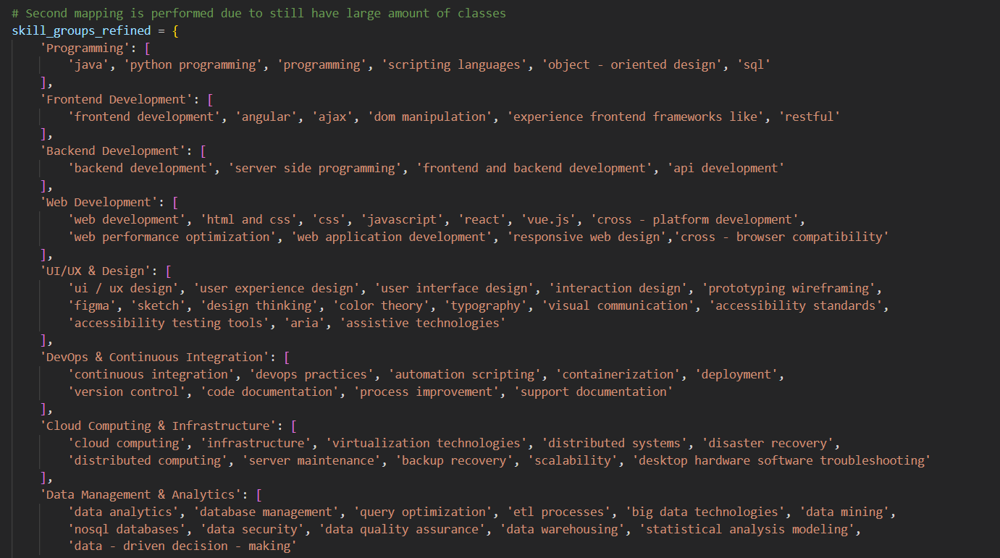 # Second mapping is performed due to still have large amount of classes
skill_groups_refined = {
    'Programming': [
        'java', 'python programming', 'programming', 'scripting languages', 'object - oriented design', 'sql'
    ],
    'Frontend Development': [
        'frontend development', 'angular', 'ajax', 'dom manipulation', 'experience frontend frameworks like', 'restful'
    ],
    'Backend Development': [
        'backend development', 'server side programming', 'frontend and backend development', 'api development'
    ],
    'Web Development': [
        'web development', 'html and css', 'css', 'javascript', 'react', 'vue.js', 'cross - platform development',
        'web performance optimization', 'web application development', 'responsive web design','cross - browser compatibility'
    ],
    'UI/UX & Design': [
        'ui / ux design', 'user experience design', 'user interface design', 'interaction design', 'prototyping wireframing',
        'figma', 'sketch', 'design thinking', 'color theory', 'typography', 'visual communication', 'accessibility standards',
        'accessibility testing tools', 'aria', 'assistive technologies'
    ],
    'DevOps & Continuous Integration': [
        'continuous integration', 'devops practices', 'automation scripting', 'containerization', 'deployment',
        'version control', 'code documentation', 'process improvement', 'support documentation'
    ],
    'Cloud Computing & Infrastructure': [
        'cloud computing', 'infrastructure', 'virtualization technologies', 'distributed systems', 'disaster recovery',
        'distributed computing', 'server maintenance', 'backup recovery', 'scalability', 'desktop hardware software troubleshooting'
    ],
    'Data Management & Analytics': [
        'data analytics', 'database management', 'query optimization', 'etl processes', 'big data technologies', 'data mining',
        'nosql databases', 'data security', 'data quality assurance', 'data warehousing', 'statistical analysis modeling',
        'data - driven decision - making'